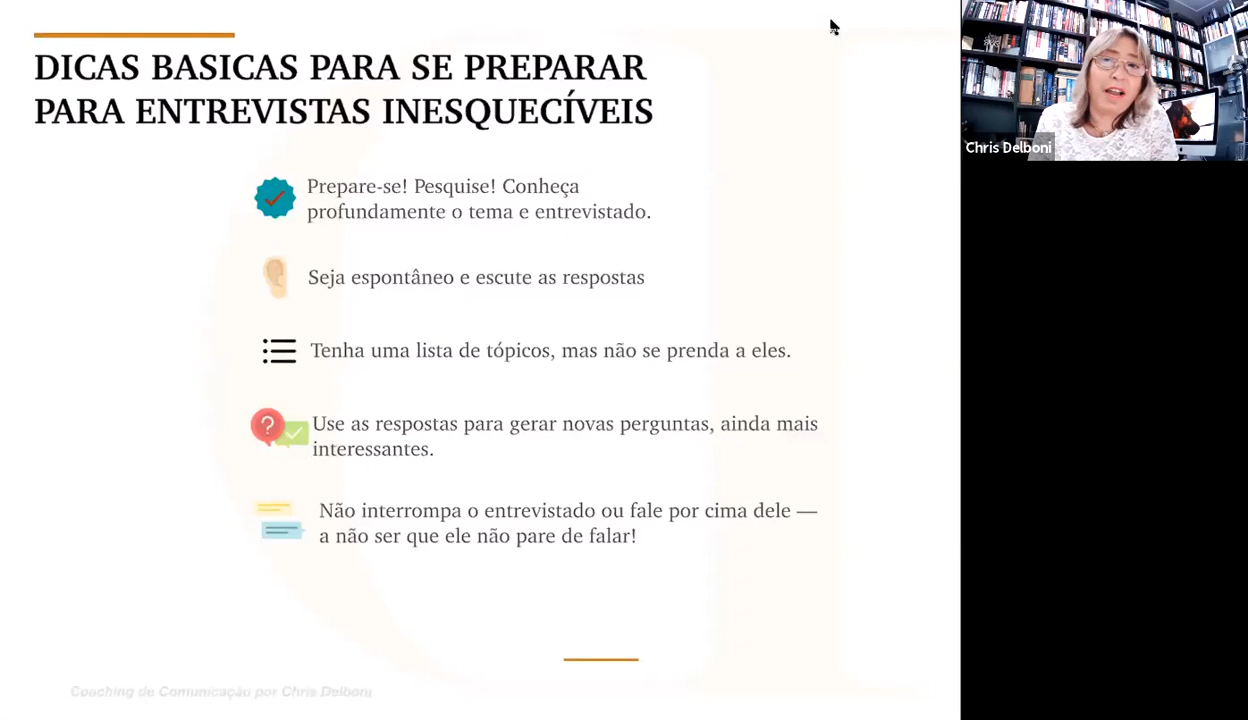 DICAS BASICAS PARA SE PREPARAR
PARA ENTREVISTAS INESQUECÍVEIS
Chris Delboni
Prepare-se! Pesquise! Conheça
profundamente o tema e entrevistado.
Seja espontâneo e escute as respostas
Tenha uma lista de tópicos, mas não se prenda a eles.
?
Use as respostas para gerar novas perguntas, ainda mais
interessantes.
Não interrompa o entrevistado ou fale por cima dele —
a não ser que ele não pare de falar!
Coaching de Comunicação por Chris Delboni